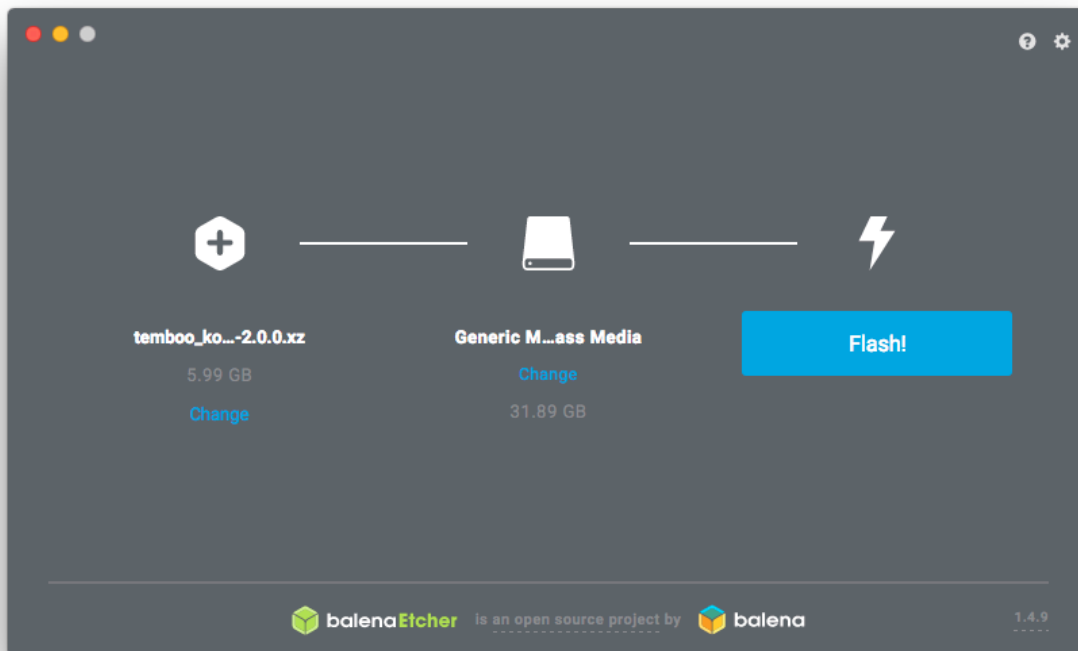 temboo_ko...-2.0.0.xz
5.99 GB
Change
Generic M...ass Media
Change
31.89 GB
Flash!
balenaEtcher is an open source project by balena
1.4.9